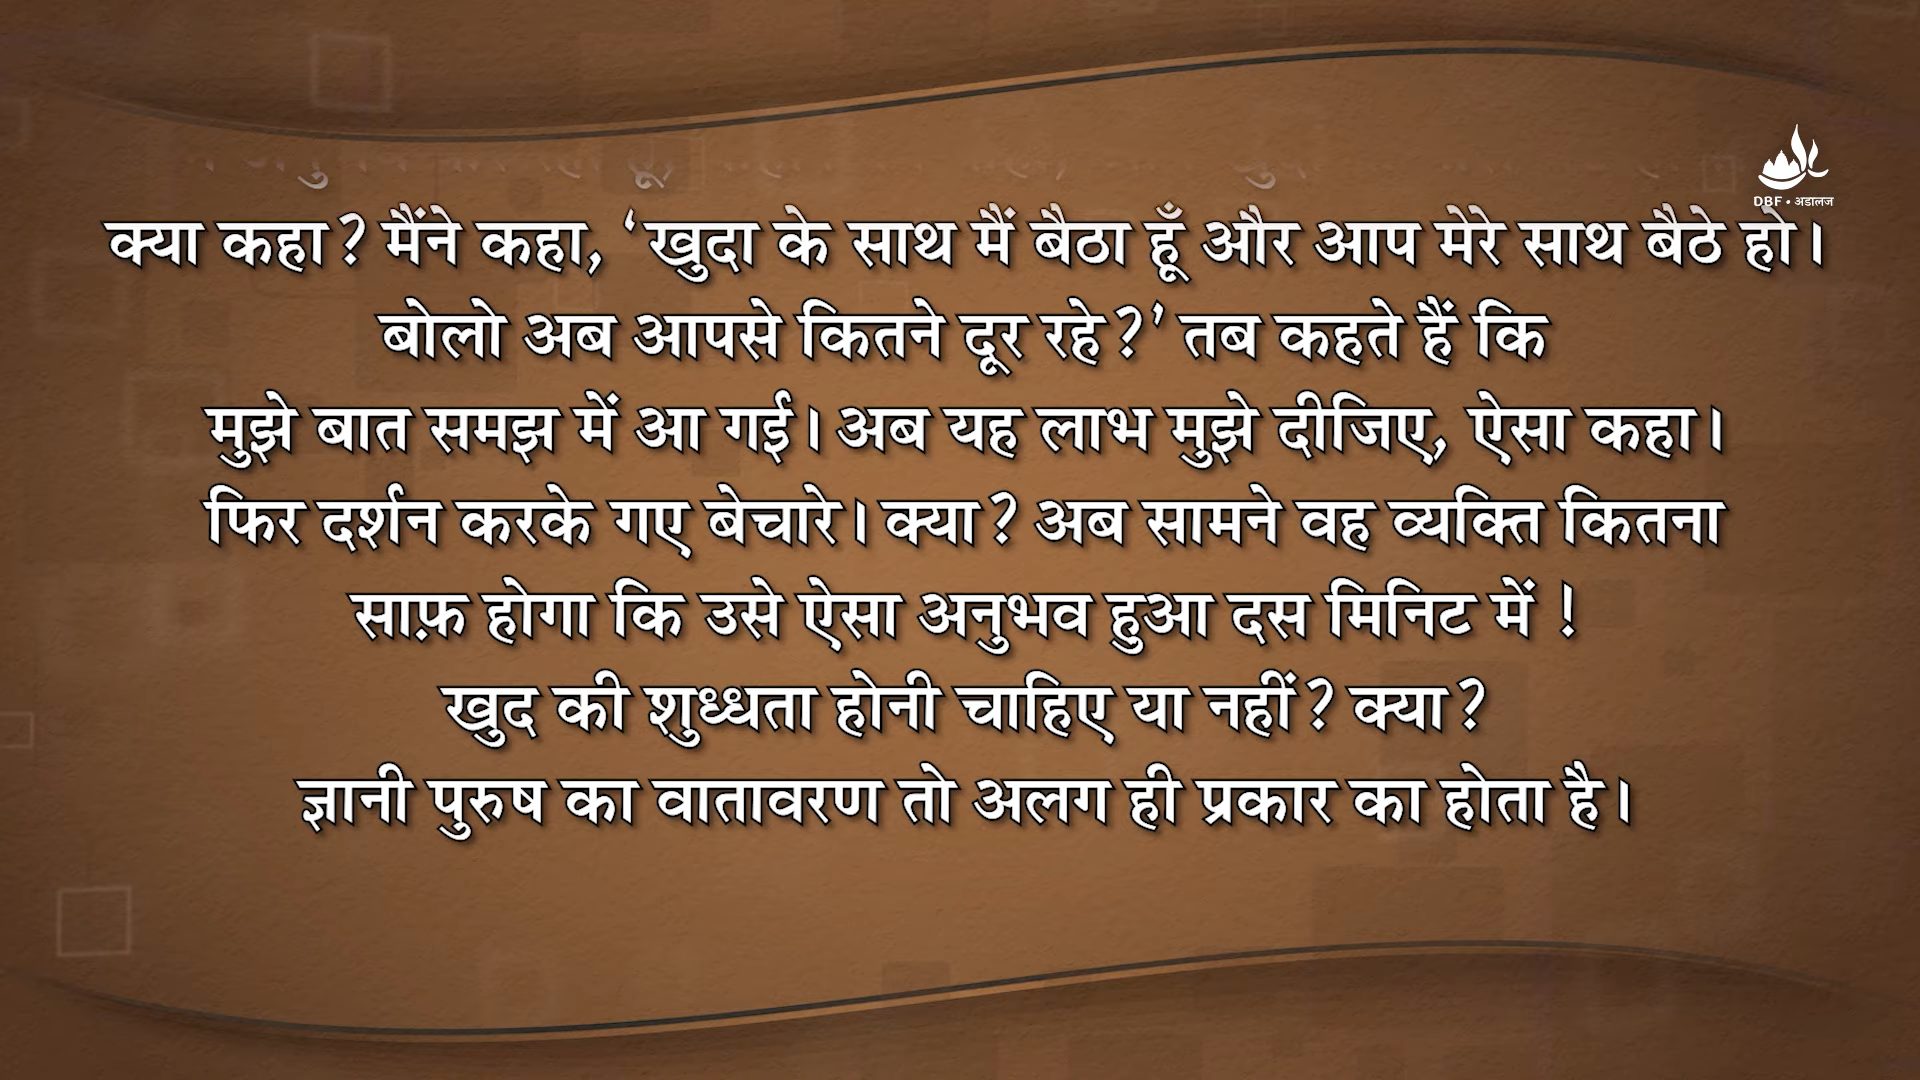 DBF • अडालज
क्या कहा? मैंने कहा, ‘खुदा के साथ मैं बैठा हूँ और आप मेरे साथ बैठे हो।
बोलो अब आपसे कितने दूर रहे?’ तब कहते हैं कि
मुझे बात समझ में आ गई। अब यह लाभ मुझे दीजिए, ऐसा कहा।
फिर दर्शन करके गए बेचारे। क्या? अब सामने वह व्यक्ति कितना
साफ़ होगा कि उसे ऐसा अनुभव हुआ दस मिनिट में !
खुद की शुध्धता होनी चाहिए या नहीं? क्या?
ज्ञानी पुरुष का वातावरण तो अलग ही प्रकार का होता है।